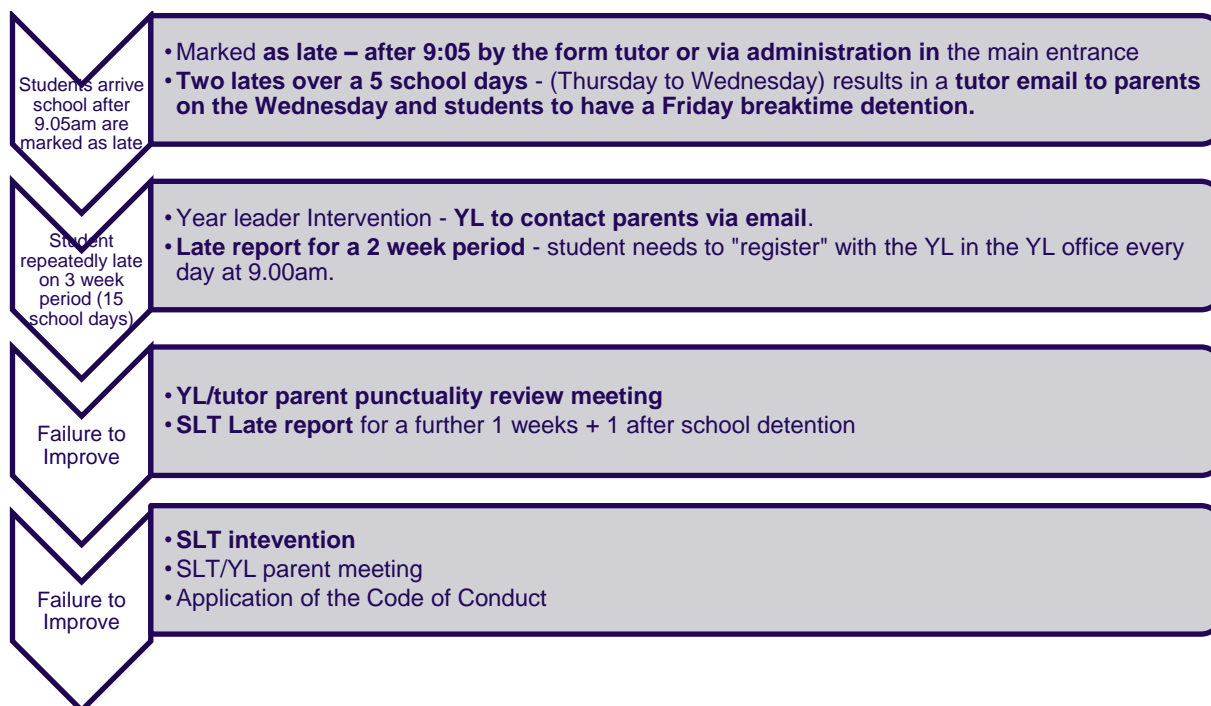 Students arrive
school after
9.05am are
marked as late
• Marked as late – after 9:05 by the form tutor or via administration in the main entrance
• Two lates over a 5 school days - (Thursday to Wednesday) results in a tutor email to parents
on the Wednesday and students to have a Friday breaktime detention.
Student
repeatedly late
on 3 week
period (15
school days)
• Year leader Intervention - YL to contact parents via email.
• Late report for a 2 week period - student needs to "register" with the YL in the YL office every
day at 9.00am.
Failure to
Improve
• YL/tutor parent punctuality review meeting
• SLT Late report for a further 1 weeks + 1 after school detention
Failure to
Improve
• SLT intevention
• SLT/YL parent meeting
• Application of the Code of Conduct